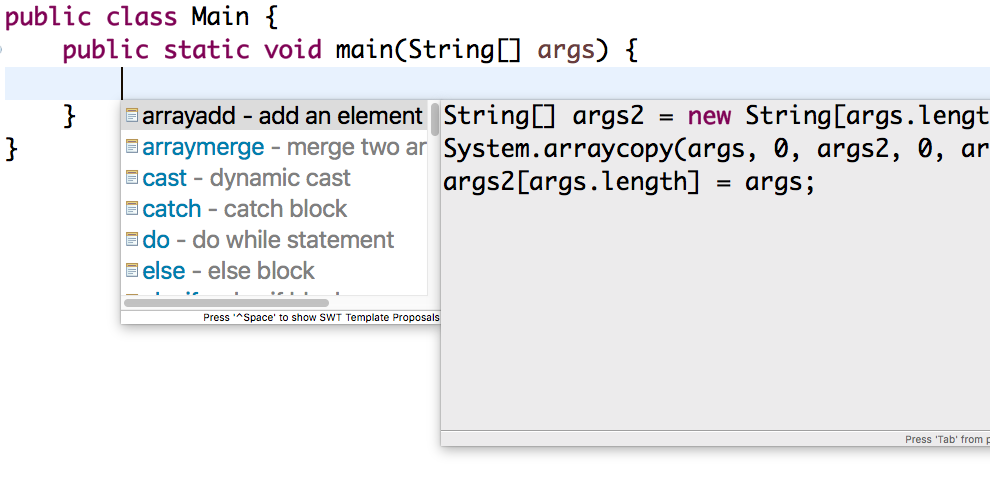 public class Main {
public static void main(String[] args) {
}
}
arrayadd - add an element
arraymerge - merge two ar
cast - dynamic cast
catch - catch block
do - do while statement
else - else block
Press '^Space' to show SWT Template Proposals
String[] args2 = new String[args.lengt
System.arraycopy(args, 0, args2, 0, ar
args2[args.length] = args;
Press 'Tab' from p